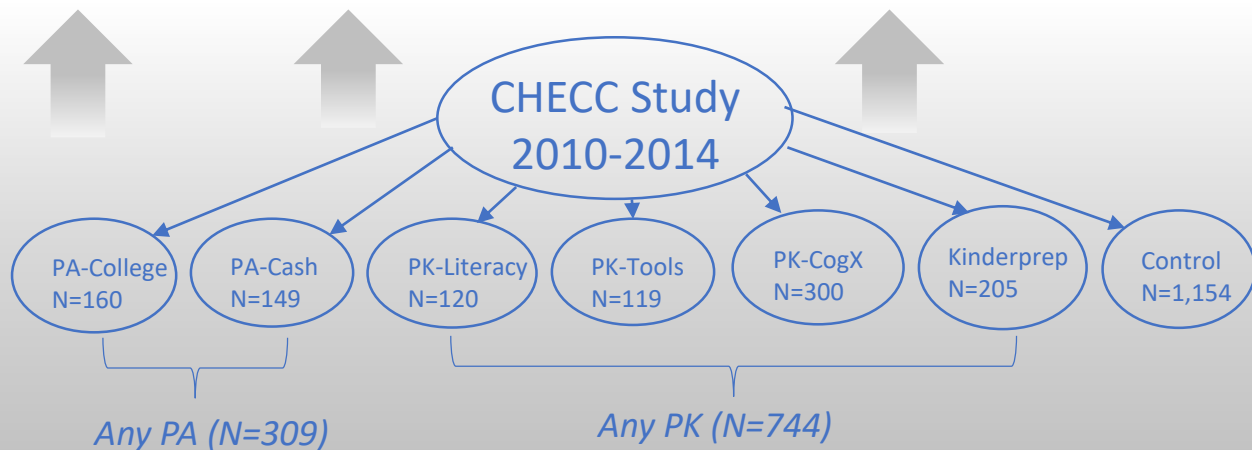 CHECC Study
2010-2014
PA-College
N=160
PA-Cash
N=149
PK-Literacy
N=120
PK-Tools
N=119
PK-CogX
N=300
Kinderprep
N=205
Control
N=1,154
Any PA (N=309)
Any PK (N=744)